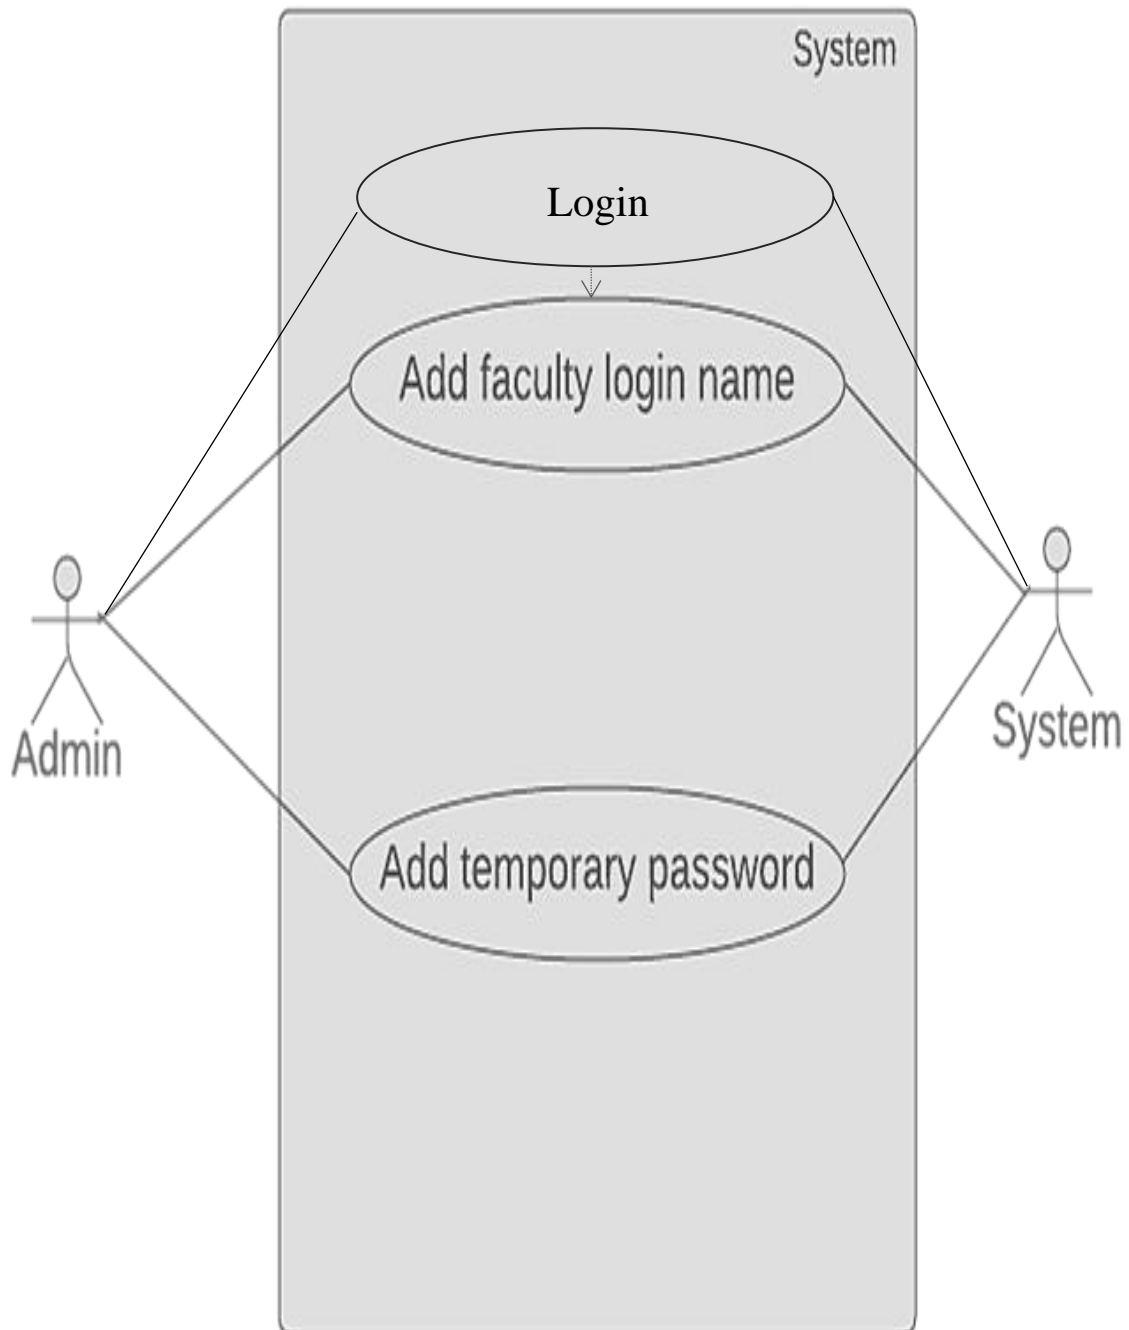 System
Login
Add faculty login name
Admin
System
Add temporary password